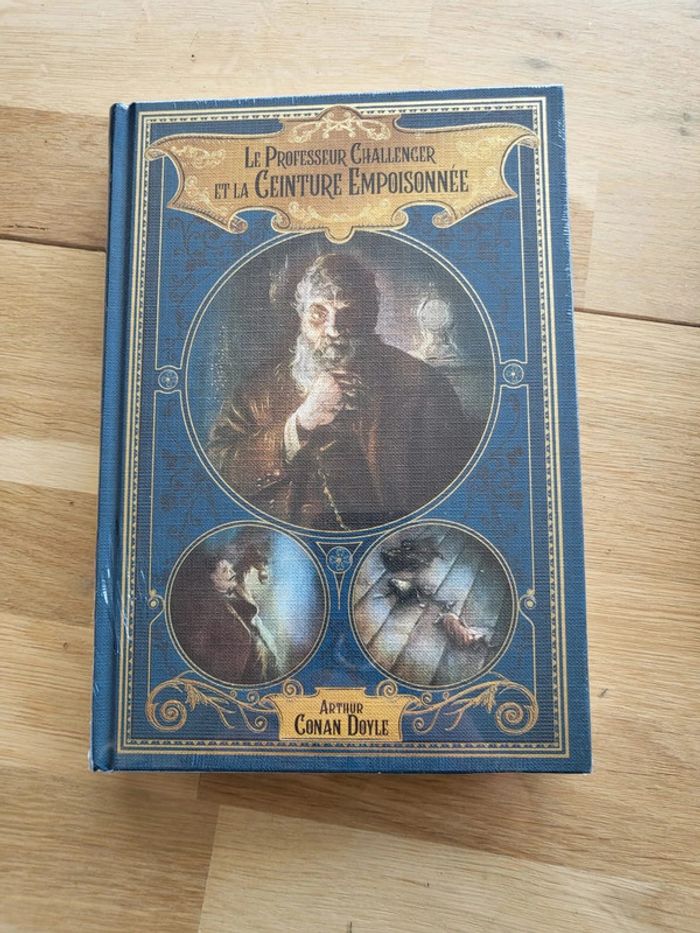 Le Professeur Challenger
et la Ceinture Empoisonnée
Arthur
Conan Doyle